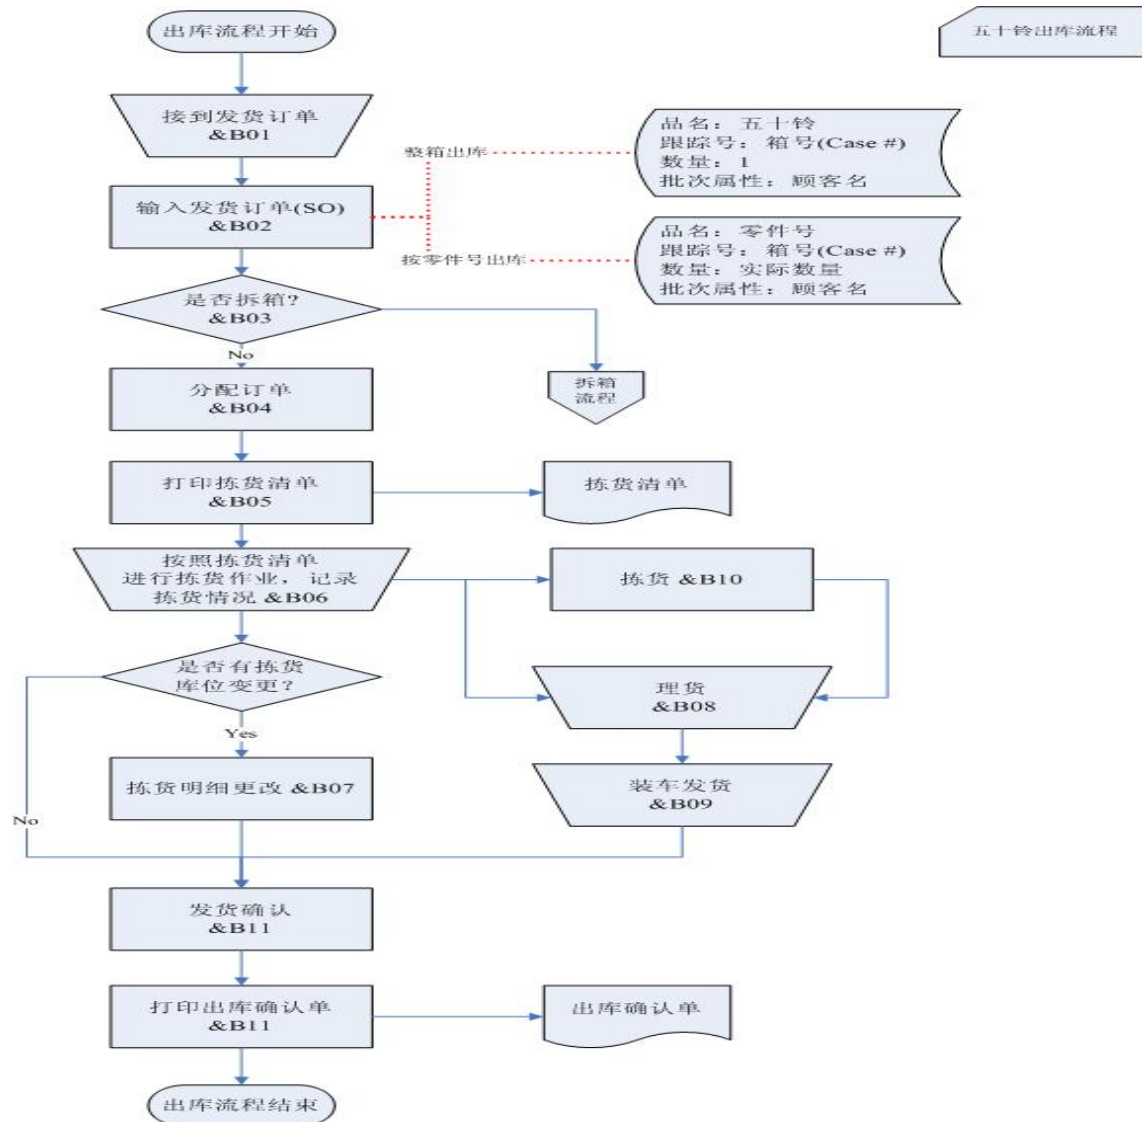 出库流程开始
五十铃出库流程
接到发货订单
&B01
整箱出库
品名：五十铃
跟踪号：箱号(Case #)
数量：1
批次属性：顾客名
输入发货订单(SO)
&B02
按零件号出库
品名：零件号
跟踪号：箱号(Case #)
数量：实际数量
批次属性：顾客名
是否拆箱?
&B03
No
分配订单
&B04
拆箱
流程
打印拣货清单
&B05
拣货清单
按照拣货清单
进行拣货作业，记录
拣货情况 &B06
拣货 &B10
是否有拣货
库位变更？
理货
&B08
Yes
拣货明细更改 &B07
装车发货
&B09
No
发货确认
&B11
打印出库确认单
&B11
出库确认单
出库流程结束